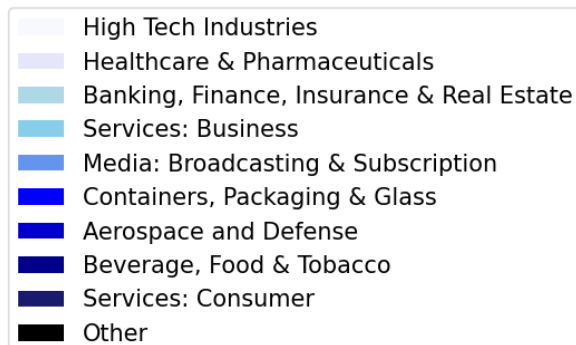 High Tech Industries
Healthcare & Pharmaceuticals
Banking, Finance, Insurance & Real Estate
Services: Business
Media: Broadcasting & Subscription
Containers, Packaging & Glass
Aerospace and Defense
Beverage, Food & Tobacco
Services: Consumer
Other